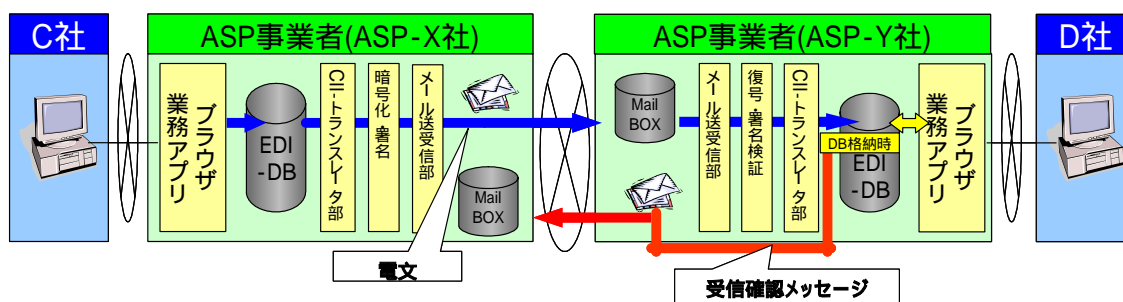 C社
ASP事業者(ASP-X社)
ブラウザ
業務アプリ
EDI
-DB
CII-トランスレータ部
暗号化・署名
メール送受信部
Mail
BOX
電文
ASP事業者(ASP-Y社)
Mail
BOX
メール送受信部
復号・署名検証
CII-トランスレータ部
DB格納時
EDI
-DB
ブラウザ
業務アプリ
受信確認メッセージ
D社